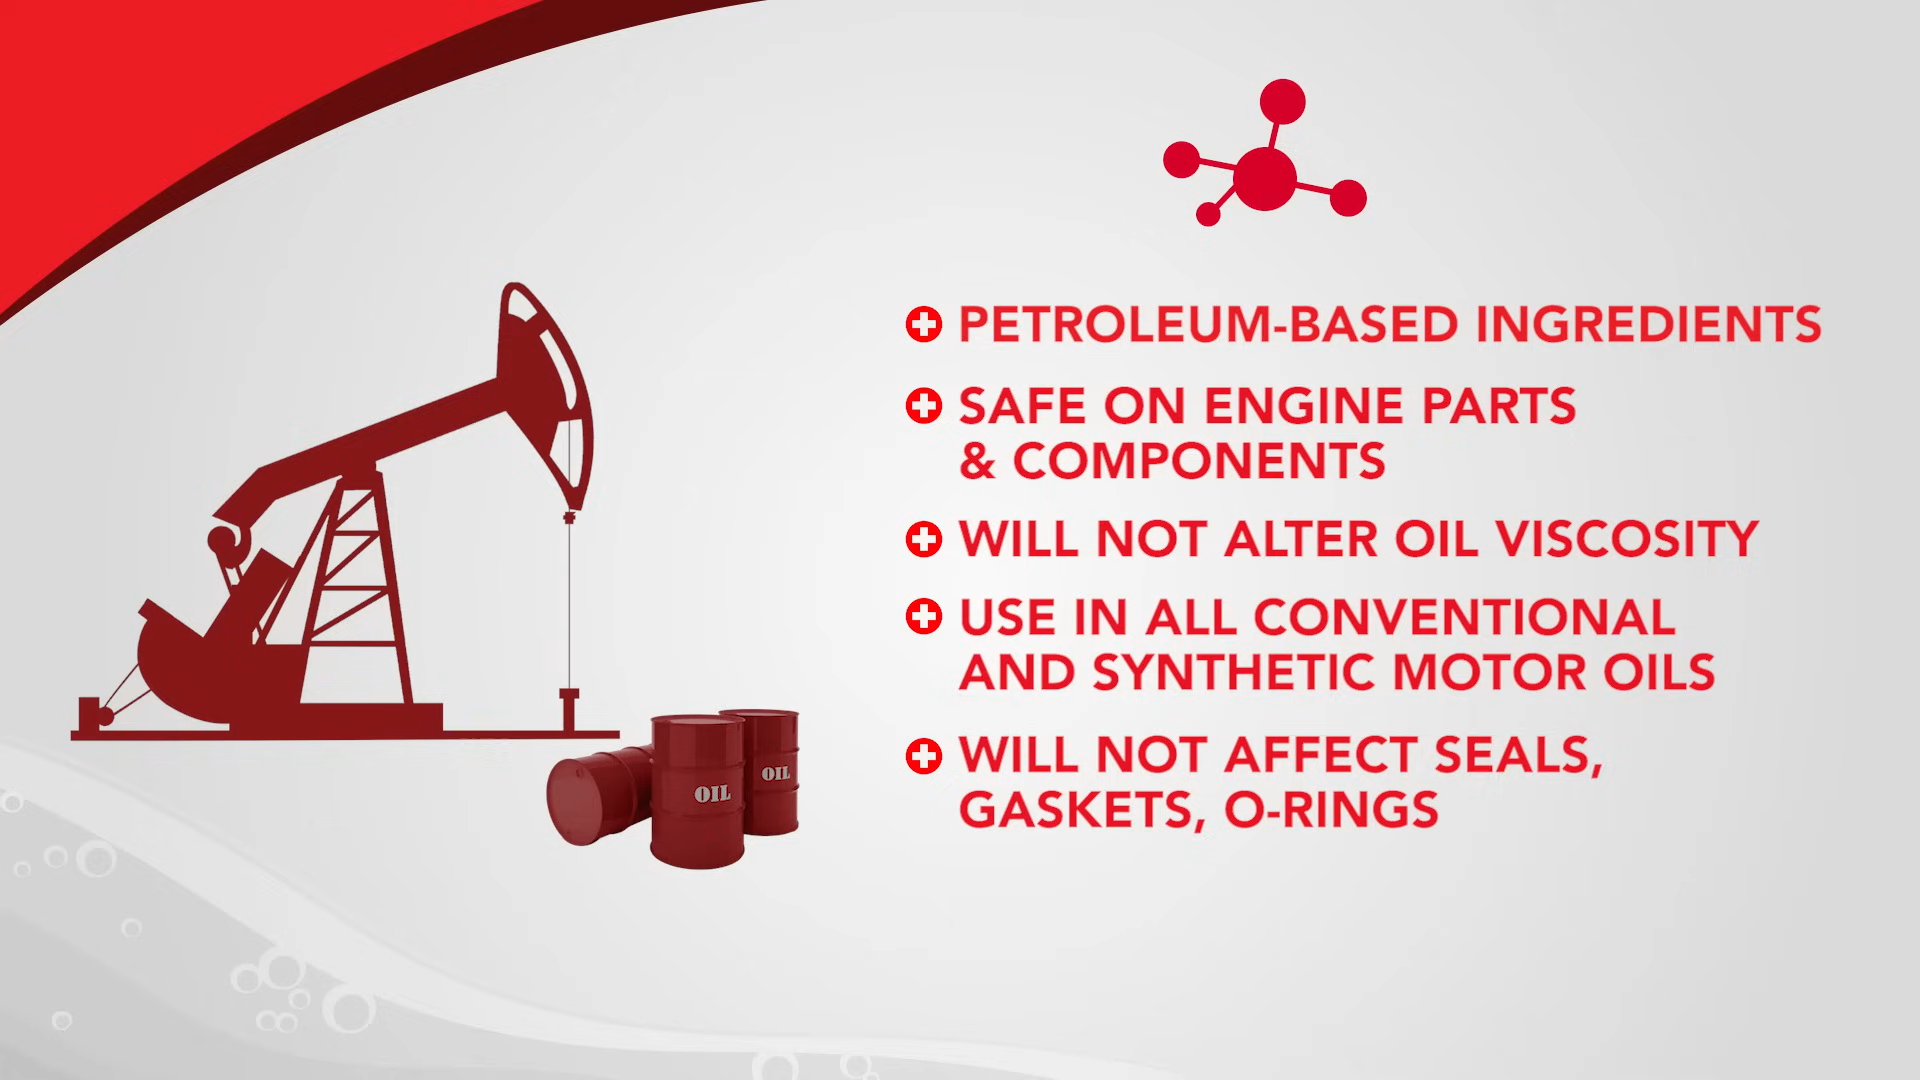 PETROLEUM-BASED INGREDIENTS
SAFE ON ENGINE PARTS
& COMPONENTS
WILL NOT ALTER OIL VISCOSITY
USE IN ALL CONVENTIONAL
AND SYNTHETIC MOTOR OILS
WILL NOT AFFECT SEALS,
GASKETS, O-RINGS
OIL
OIL